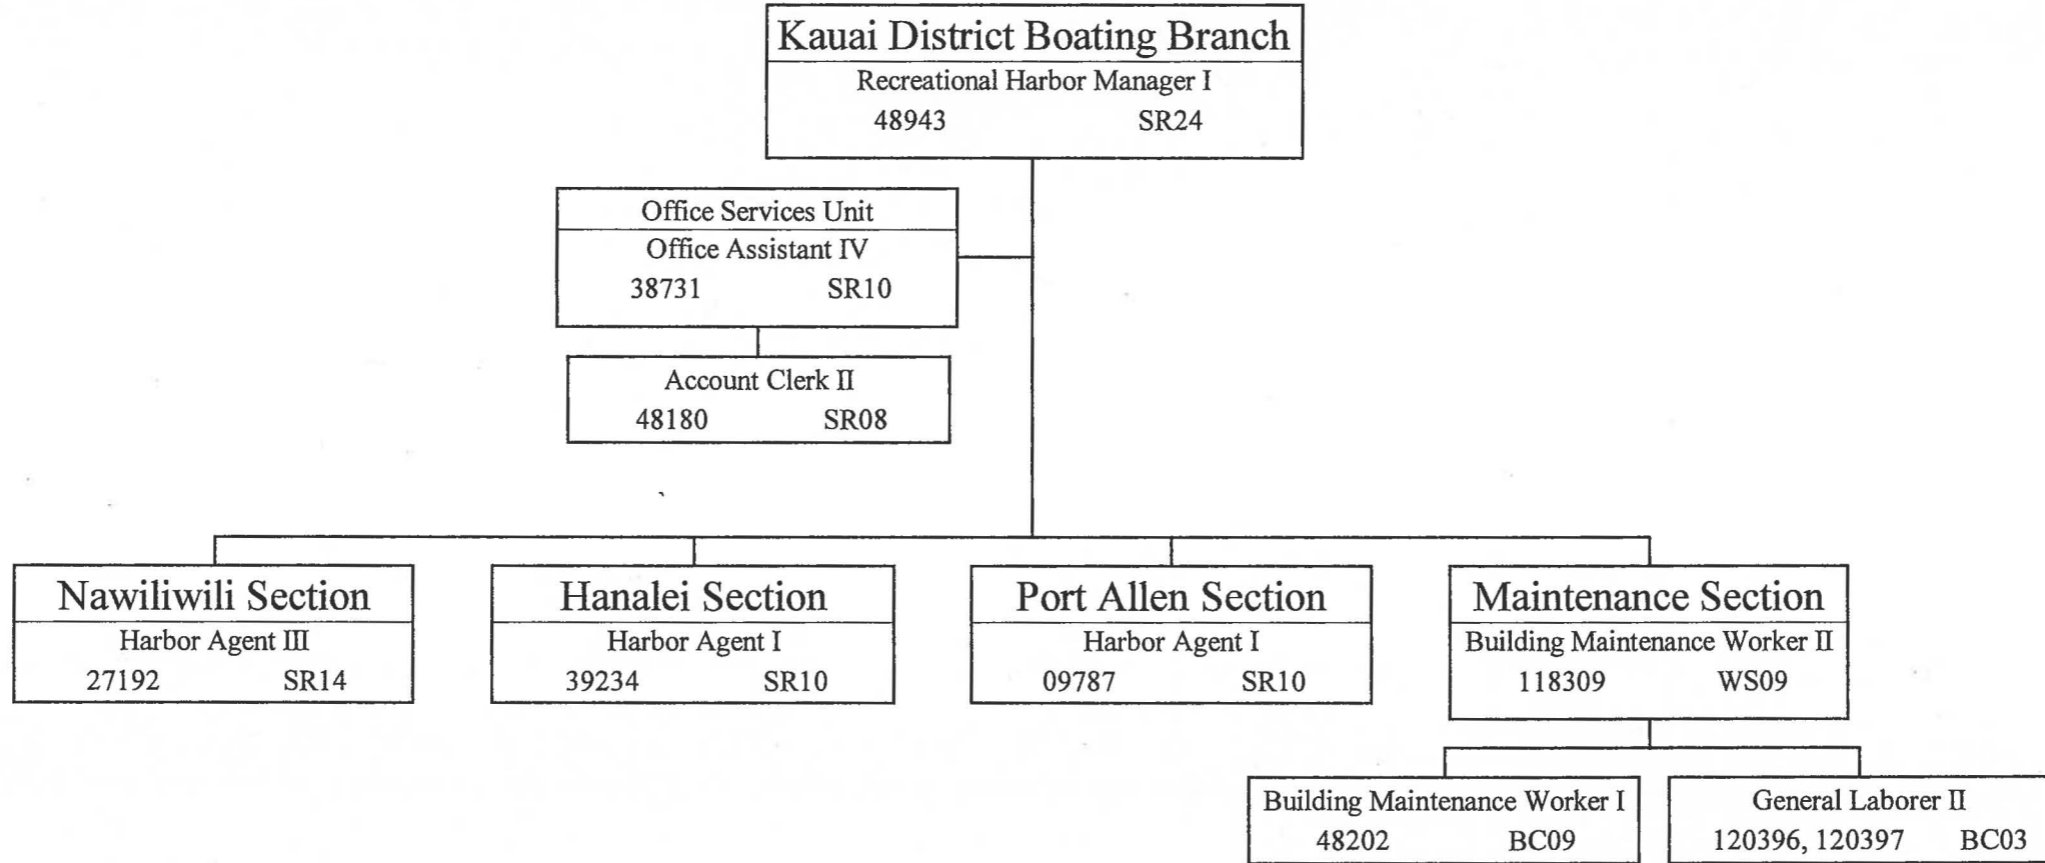 Kauai District Boating Branch
Recreational Harbor Manager I
48943 SR24
Office Services Unit
Office Assistant IV
38731 SR10
Account Clerk II
48180 SR08
Nawiliwili Section
Harbor Agent III
27192 SR14
Hanalei Section
Harbor Agent I
39234 SR10
Port Allen Section
Harbor Agent I
09787 SR10
Maintenance Section
Building Maintenance Worker II
118309 WS09
Building Maintenance Worker I
48202 BC09
General Laborer II
120396, 120397 BC03